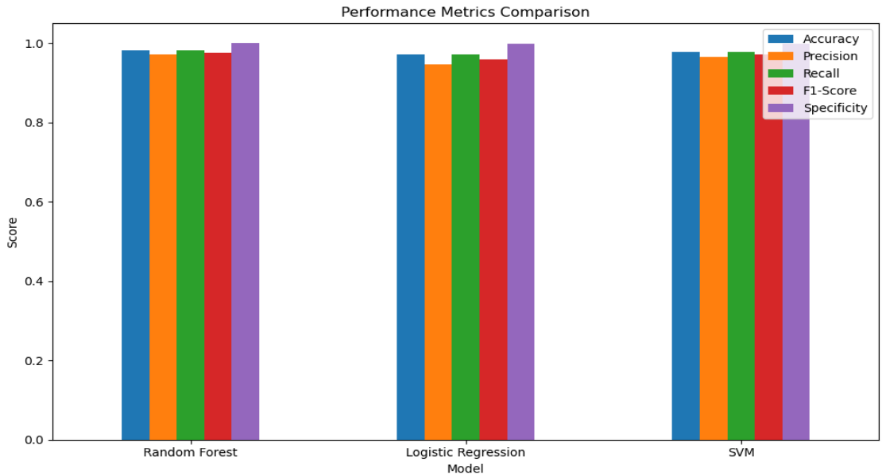 Performance Metrics Comparison
1.0
0.8
0.6
0.4
0.2
0.0
Score
Accuracy
Precision
Recall
F1-Score
Specificity
Random Forest
Logistic Regression
SVM
Model